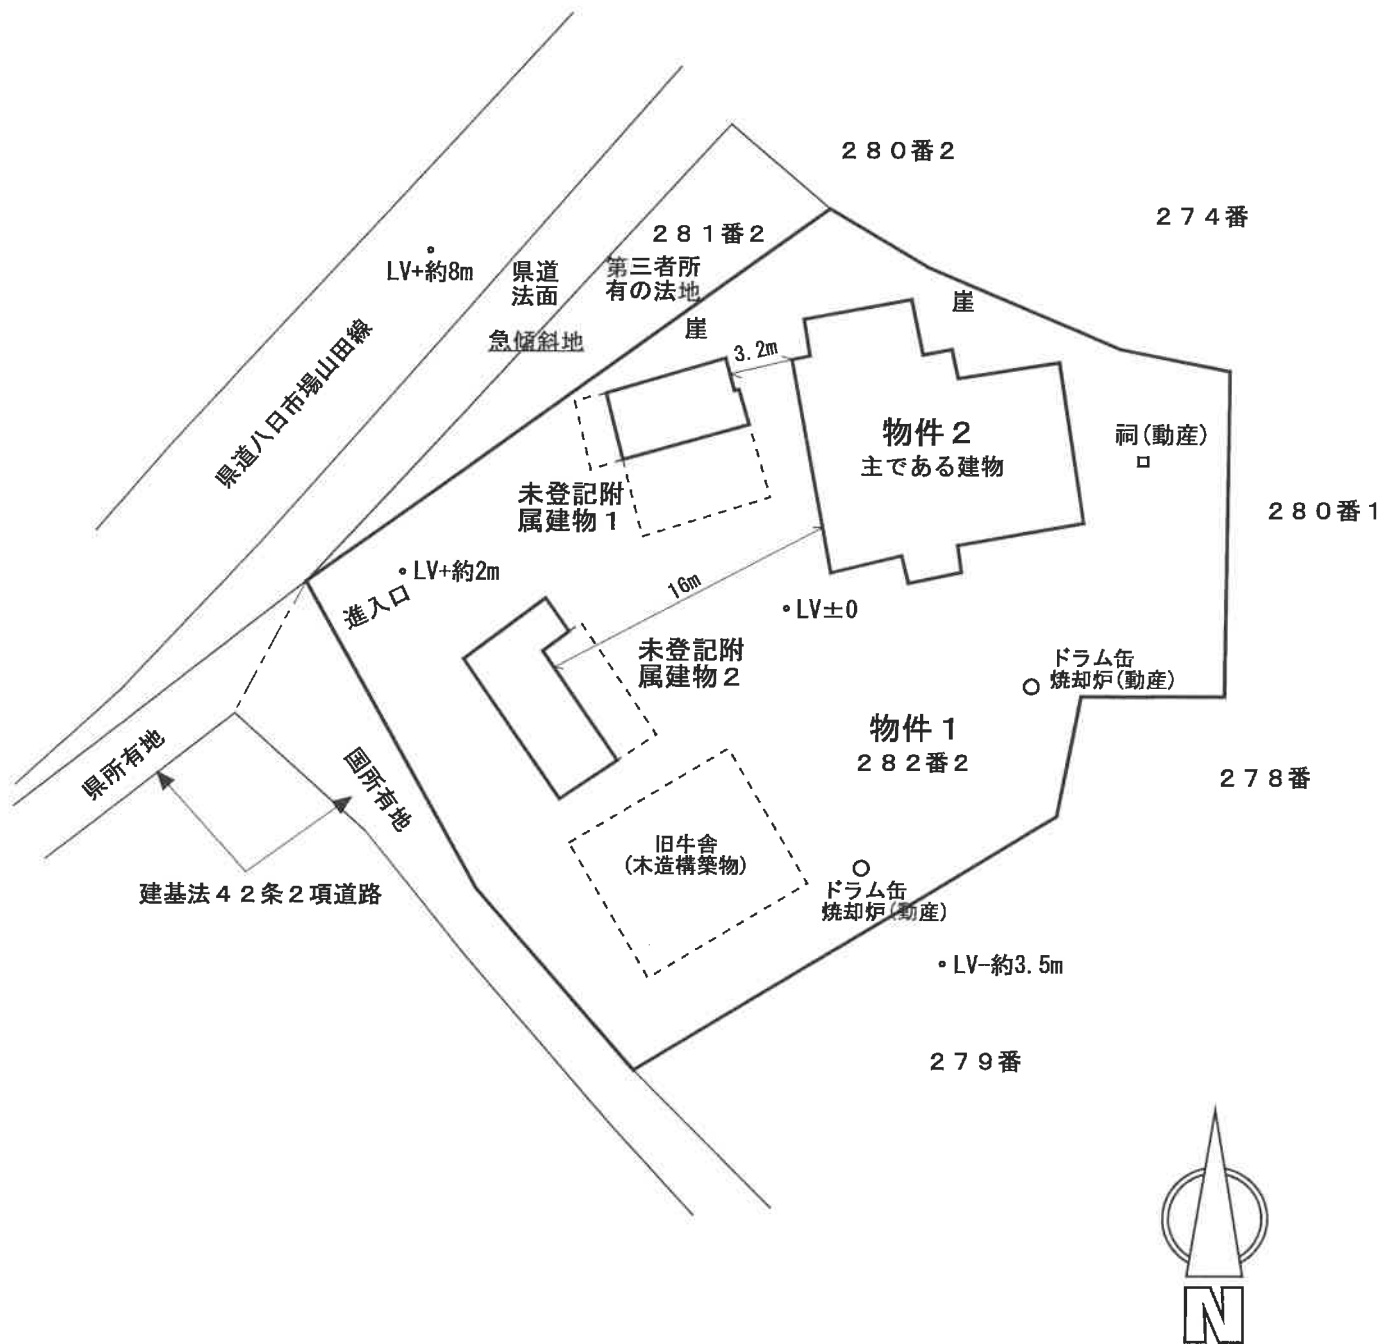 280番2
274番
281番2
第三者所
有の法地
LV+約8m
県道
法面
急傾斜地
崖
崖
3.2m
県道八日市場山田線
物件2
主である建物
祠(動産)
280番1
未登記附
属建物1
LV+約2m
進入口
16m
LV±0
未登記附
属建物2
ドラム缶
焼却炉(動産)
物件1
282番2
278番
県所有地
国所有地
旧牛舎
(木造構築物)
建基法42条2項道路
ドラム缶
焼却炉(動産)
LV-約3.5m
279番
N